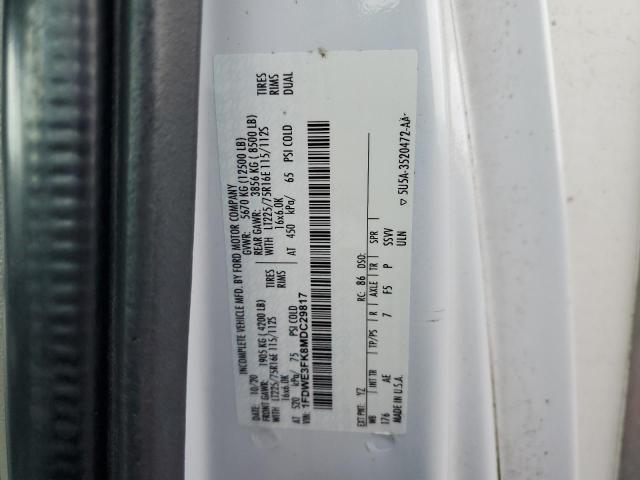 INCOMPLETE VEHICLE MFD. BY FORD MOTOR COMPANY
DATE: 10/20 GVWR: 5670 KG (12500 LB)
FRONT GAWR: 1905 KG (4200 LB) REAR GAWR: 3856 KG (8500 LB)
WITH LT225/75R16E 115/112S TIRES WITH LT225/75R16E 115/112S TIRES
16x6.0K RIMS 16x6.0K RIMS
AT 520 kPa/ 75 PSI COLD AT 450 kPa/ 65 PSI COLD DUAL
VIN: 1FDWE3FK8MDC29817
EXT PNT: YZ RC: 86 DSO:
WB INT TR TP/PS R AXLE TR SPR
176 AE 7 F5 P SSVV
MADE IN U.S.A. ULN
▽ 5U5A-3520472-AA